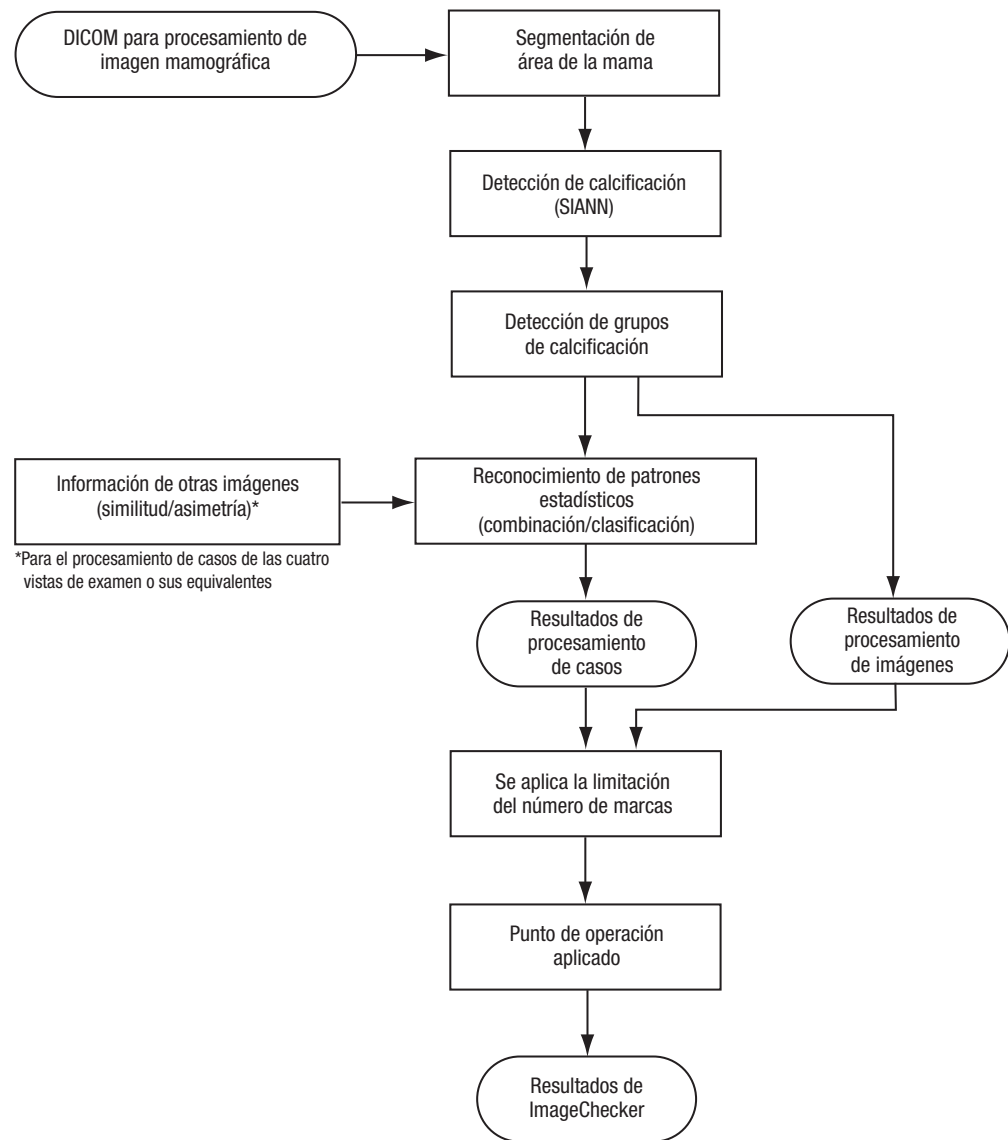 DICOM para procesamiento de
imagen mamográfica
Segmentación de
área de la mama
Detección de calcificación
(SIANN)
Detección de grupos
de calcificación
Información de otras imágenes
(similitud/asimetría)*
*Para el procesamiento de casos de las cuatro
vistas de examen o sus equivalentes
Reconocimiento de patrones
estadísticos
(combinación/clasificación)
Resultados de
procesamiento
de casos
Resultados de
procesamiento
de imágenes
Se aplica la limitación
del número de marcas
Punto de operación
aplicado
Resultados de
ImageChecker